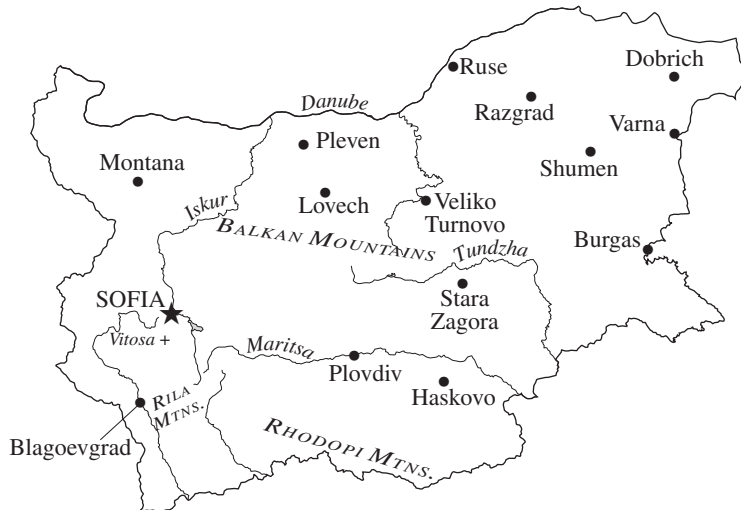 Dobrich
Ruse
Danube
Razgrad
Varna
Pleven
Montana
Shumen
Lovech
Iskur
Veliko
Turnovo
BALKAN MOUNTAINS
Tundzha
Burgas
SOFIA
Stara
Zagora
Vitosa +
Maritsa
Plovdiv
Haskovo
RILA
MTNS.
Blagoevgrad
RHODOPI MTNS.